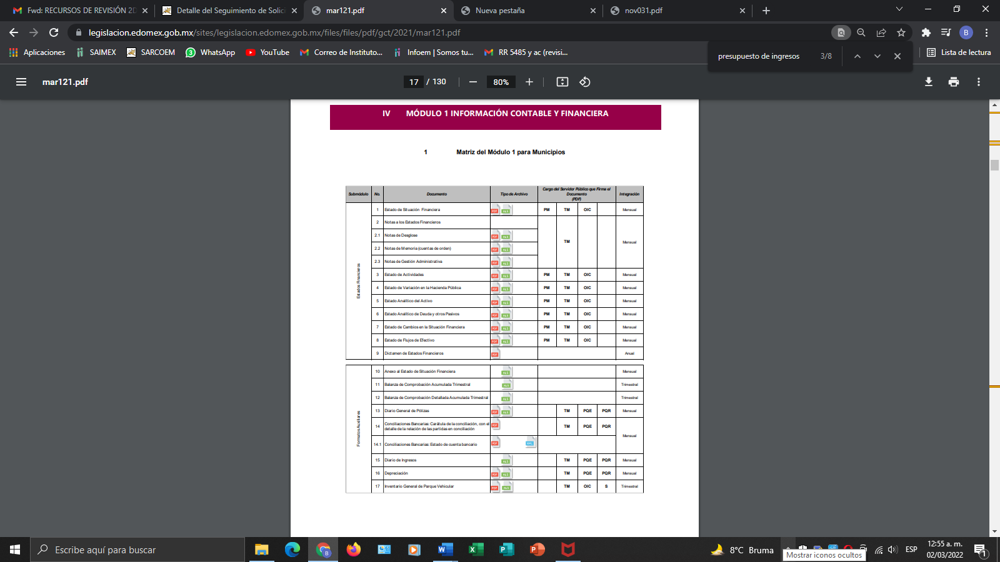 Fwd: RECURSOS DE REVISIÓN 2D
Detalle del Seguimiento de Solici
mar121.pdf
Nueva pestaña
nov031.pdf
legislacion.edomex.gob.mx/sites/legislacion.edomex.gob.mx/files/files/pdf/gct/2021/mar121.pdf
B
Aplicaciones
SAIMEX
SARCOEM
3 WhatsApp
YouTube
Correo de Instituto...
Infoem | Somos tu...
RR 5485 y ac (revisi...
presupuesto de ingresos 3/8
Lista de lectura
mar121.pdf
17 / 130
80%
IV MÓDULO 1 INFORMACIÓN CONTABLE Y FINANCIERA
1 Matriz del Módulo 1 para Municipios
Submódulo No. Documento Tipo de Archivo Cargo del Servidor Público que Firma el Documento (PDF) Integración
Estados Financieros
1 Estado de Situación Financiera PDF XLS PM TM OIC Mensual
2 Notas a los Estados Financieros
2.1 Notas de Desglose PDF XLS
TM Mensual
2.2 Notas de Memoria (cuentas de orden) PDF XLS
2.3 Notas de Gestión Administrativa PDF XLS
3 Estado de Actividades PDF XLS PM TM OIC Mensual
4 Estado de Variación en la Hacienda Pública PDF XLS PM TM OIC Mensual
5 Estado Analítico del Activo PDF XLS PM TM OIC Mensual
6 Estado Analítico de Deuda y otros Pasivos PDF XLS PM TM OIC Mensual
7 Estado de Cambios en la Situación Financiera PDF XLS PM TM OIC Mensual
8 Estado de Flujos de Efectivo PDF XLS PM TM OIC Mensual
9 Dictamen de Estados Financieros PDF Anual
Formatos Auxiliares
10 Anexo al Estado de Situación Financiera XLS Mensual
11 Balanza de Comprobación Acumulada Trimestral XLS Trimestral
12 Balanza de Comprobación Detallada Acumulada Trimestral XLS Trimestral
13 Diario General de Pólizas PDF XLS TM PQE PQR Mensual
14 Conciliaciones Bancarias: Carátula de la conciliación, con el
detalle de la relación de las partidas en conciliación PDF TM PQE PQR
Mensual
14.1 Conciliaciones Bancarias: Estado de cuenta bancario PDF XML
15 Diario de Ingresos XLS TM PQE PQR Mensual
16 Depreciación PDF XLS TM PQE PQR Mensual
17 Inventario General de Parque Vehicular PDF XLS TM OIC S Trimestral
Escribe aquí para buscar
8°C Bruma
Mostrar iconos ocultos
ESP
12:55 a. m.
02/03/2022
1